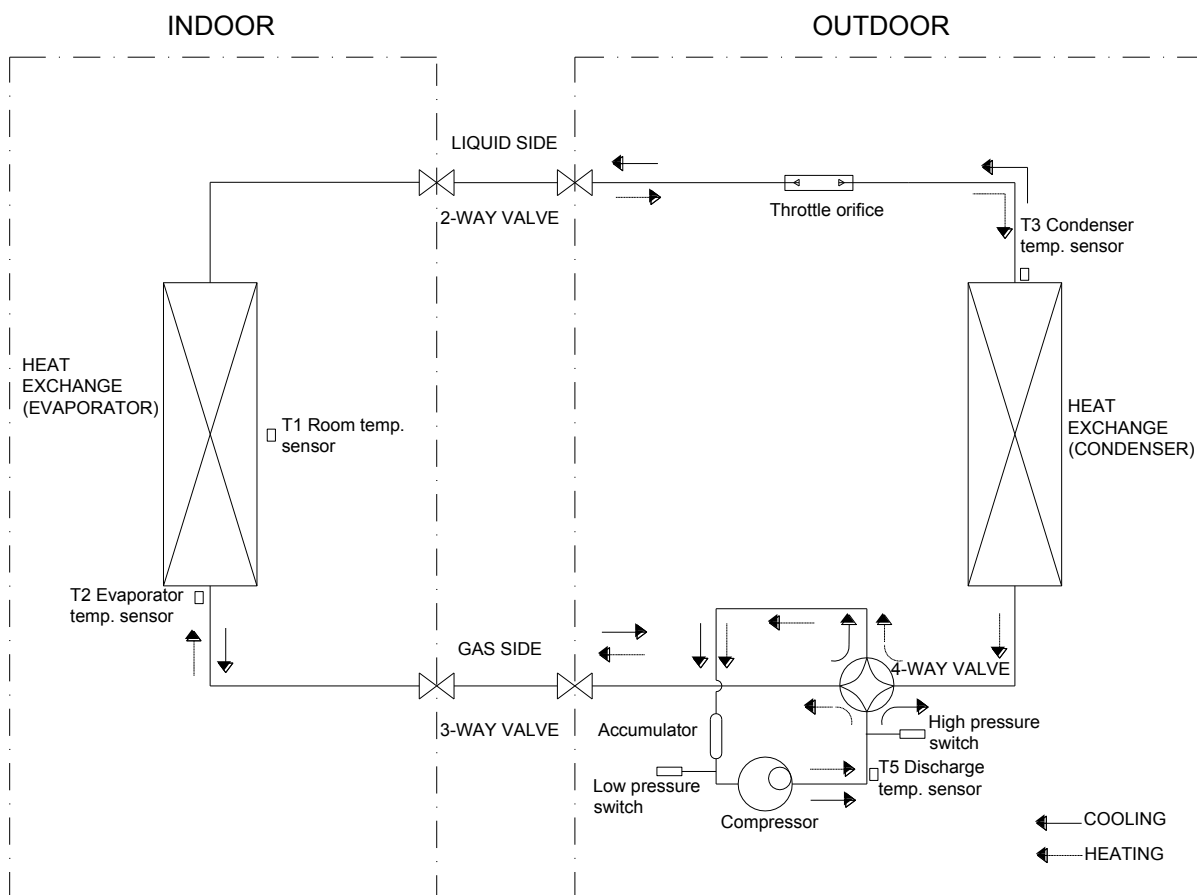 INDOOR
OUTDOOR
LIQUID SIDE
2-WAY VALVE
Throttle orifice
T3 Condenser
temp. sensor
HEAT
EXCHANGE
(EVAPORATOR)
T1 Room temp.
sensor
HEAT
EXCHANGE
(CONDENSER)
T2 Evaporator
temp. sensor
GAS SIDE
3-WAY VALVE
4-WAY VALVE
Accumulator
High pressure
switch
Low pressure
switch
T5 Discharge
temp. sensor
Compressor
COOLING
HEATING